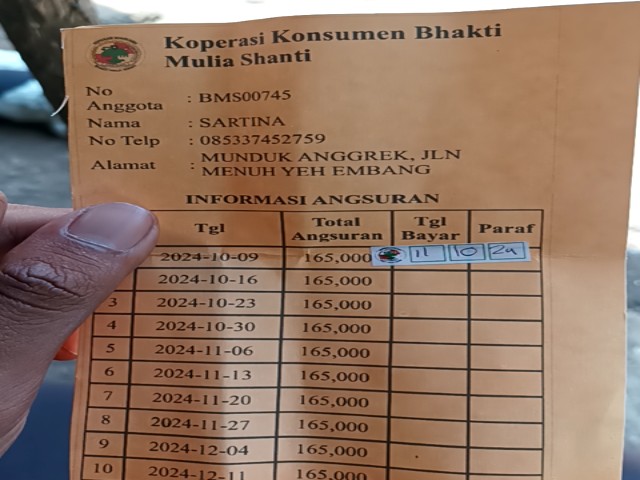 Koperasi Konsumen Bhakti
Mulia Shanti
No
Anggota : BMS00745
Nama : SARTINA
No Telp : 085337452759
Alamat : MUNDUK ANGGREK, JLN
MENUH YEH EMBANG
INFORMASI ANGSURAN
Tgl Total Angsuran Tgl Bayar Paraf
2024-10-09 165,000 11 10 24
2024-10-16 165,000
3 2024-10-23 165,000
4 2024-10-30 165,000
5 2024-11-06 165,000
6 2024-11-13 165,000
7 2024-11-20 165,000
8 2024-11-27 165,000
9 2024-12-04 165,000
10 2024-12-11 165,000